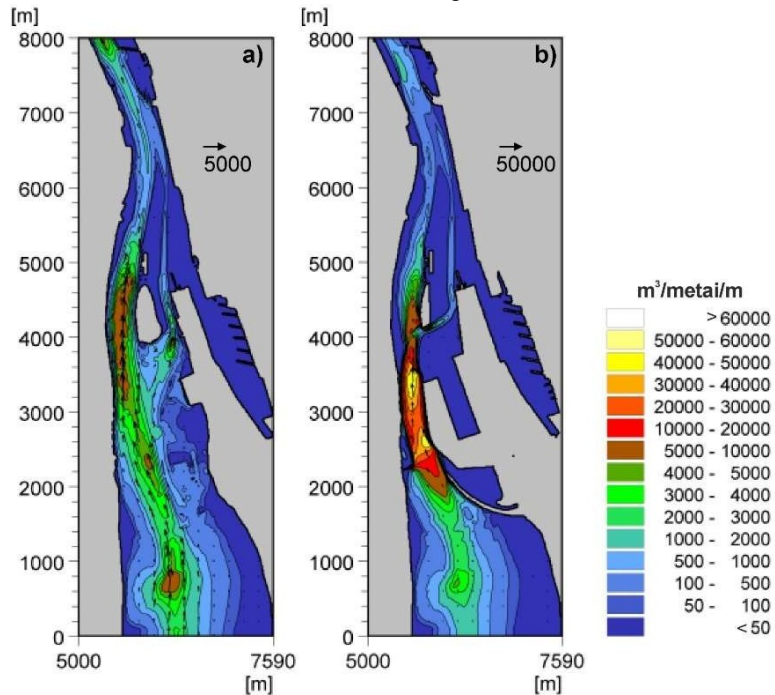 [m]
8000
7000
6000
5000
4000
3000
2000
1000
0
5000
7590
[m]
a)
5000
[m]
8000
7000
6000
5000
4000
3000
2000
1000
0
5000
7590
[m]
b)
50000
m³/metai/m
> 60000
50000 - 60000
40000 - 50000
30000 - 40000
20000 - 30000
10000 - 20000
5000 - 10000
4000 - 5000
3000 - 4000
2000 - 3000
1000 - 2000
500 - 1000
100 - 500
50 - 100
< 50